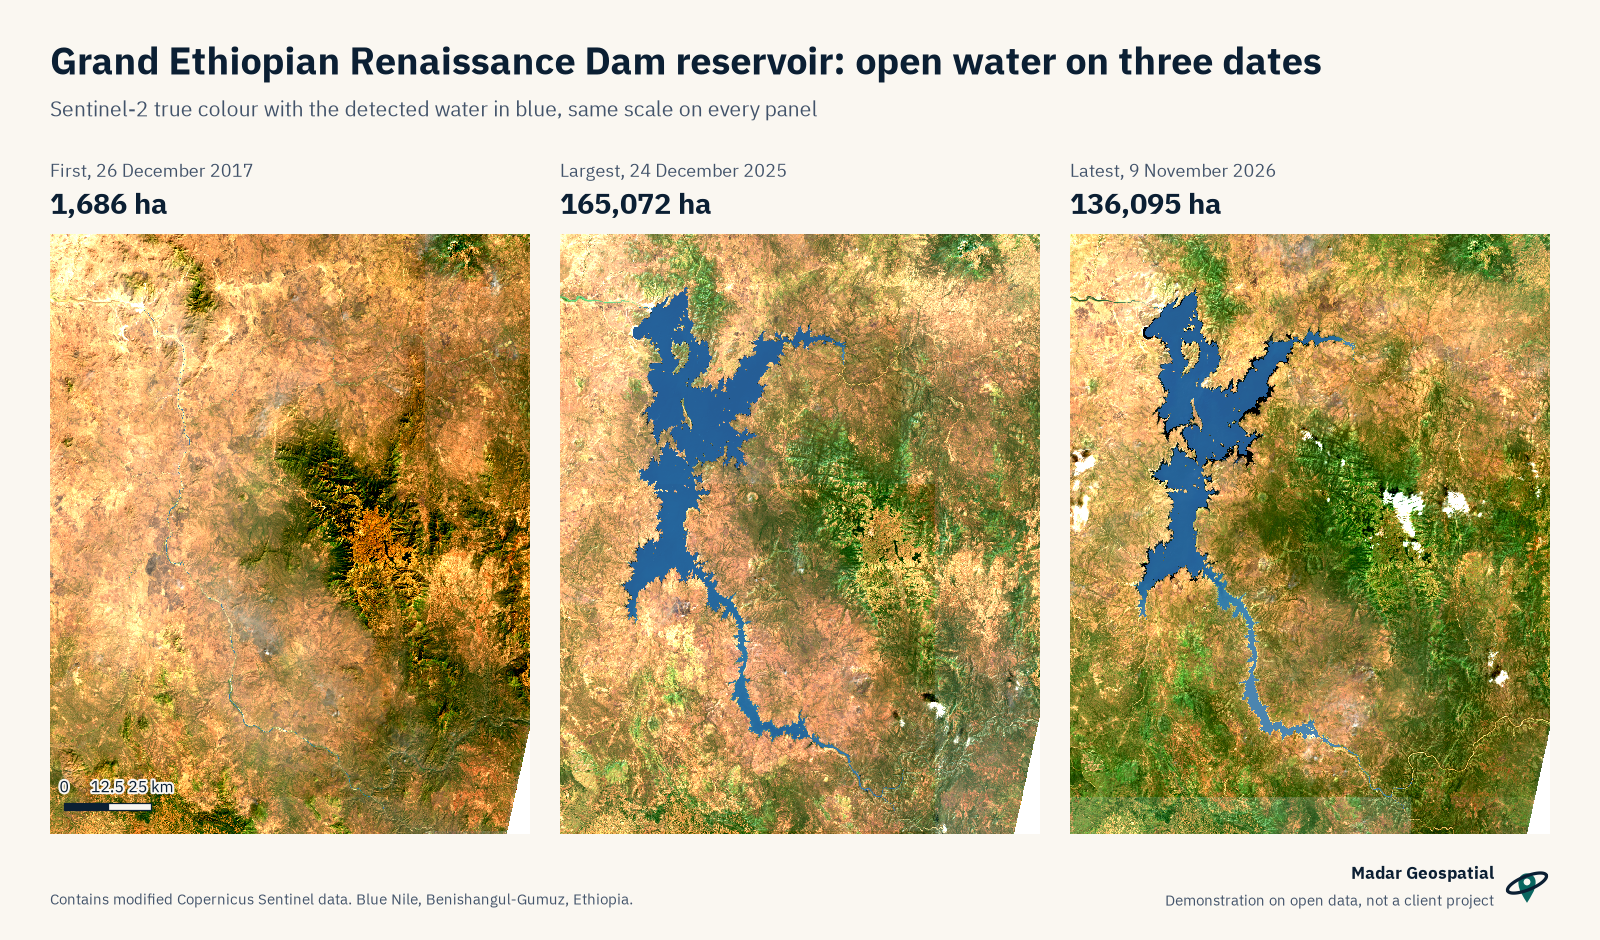 Grand Ethiopian Renaissance Dam reservoir: open water on three dates
Sentinel-2 true colour with the detected water in blue, same scale on every panel
First, 26 December 2017
1,686 ha
Largest, 24 December 2025
165,072 ha
Latest, 9 November 2026
136,095 ha
0 12.5 25 km
Contains modified Copernicus Sentinel data. Blue Nile, Benishangul-Gumuz, Ethiopia.
Madar Geospatial
Demonstration on open data, not a client project